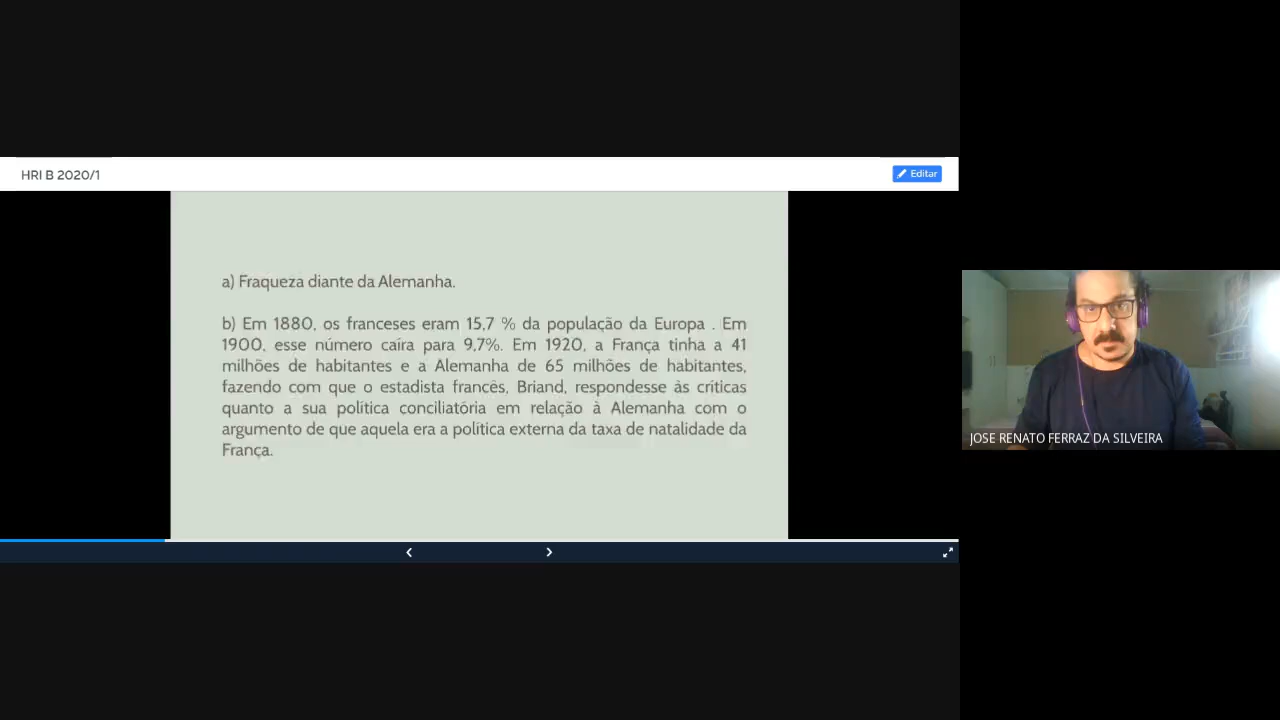 HRI B 2020/1
Editar
a) Fraqueza diante da Alemanha.
b) Em 1880, os franceses eram 15,7 % da população da Europa . Em
1900, esse número caíra para 9,7%. Em 1920, a França tinha a 41
milhões de habitantes e a Alemanha de 65 milhões de habitantes,
fazendo com que o estadista francês, Briand, respondesse às críticas
quanto a sua política conciliatória em relação à Alemanha com o
argumento de que aquela era a política externa da taxa de natalidade da
França.
JOSE RENATO FERRAZ DA SILVEIRA